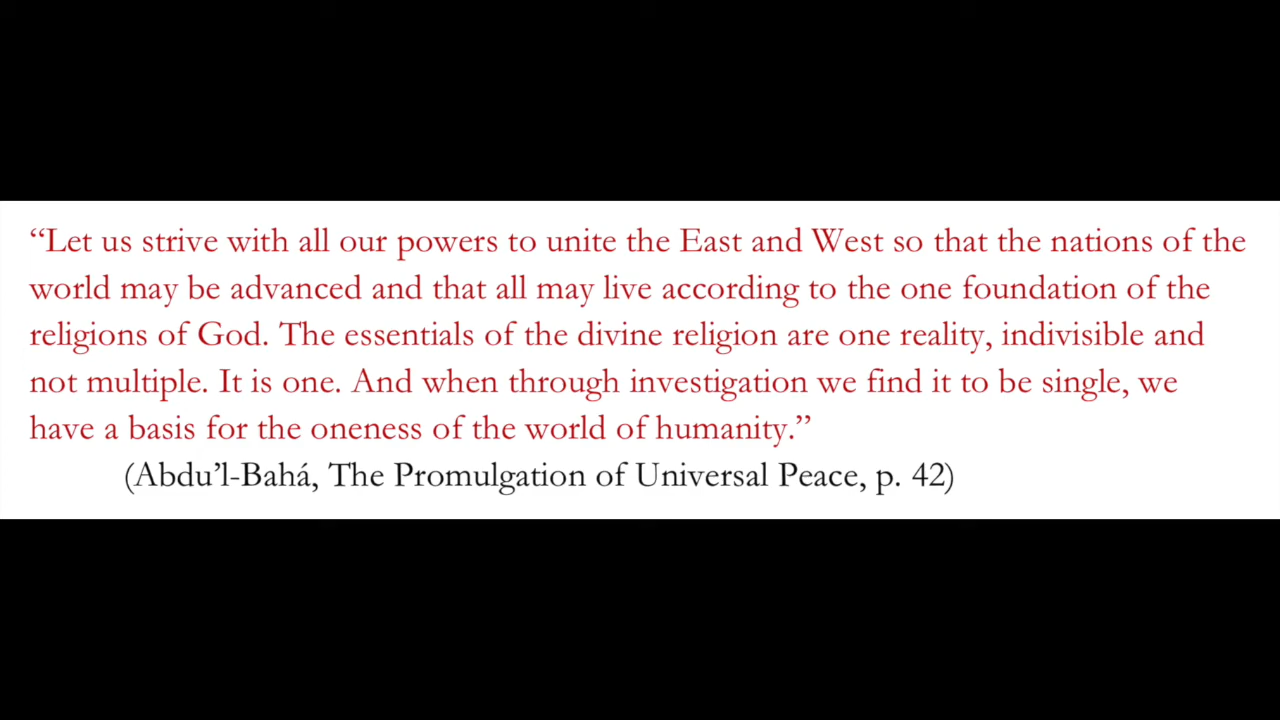 “Let us strive with all our powers to unite the East and West so that the nations of the
world may be advanced and that all may live according to the one foundation of the
religions of God. The essentials of the divine religion are one reality, indivisible and
not multiple. It is one. And when through investigation we find it to be single, we
have a basis for the oneness of the world of humanity.”
(Abdu’l-Bahá, The Promulgation of Universal Peace, p. 42)